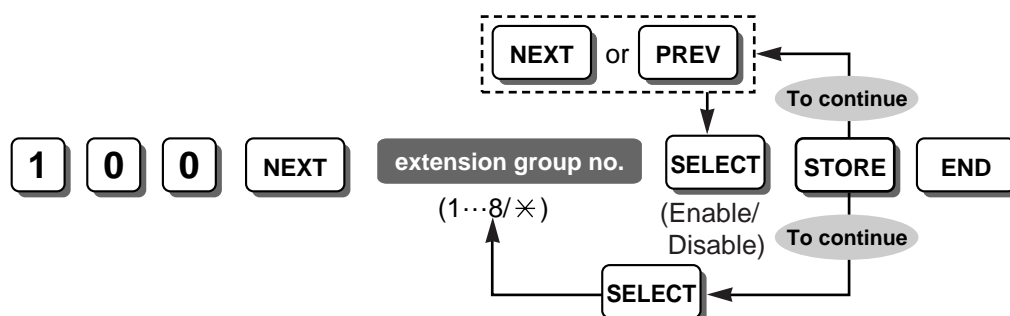 NEXT or PREV
To continue
1 0 0 NEXT extension group no. SELECT STORE END
(1···8/✳)
(Enable/
Disable)
To continue
SELECT